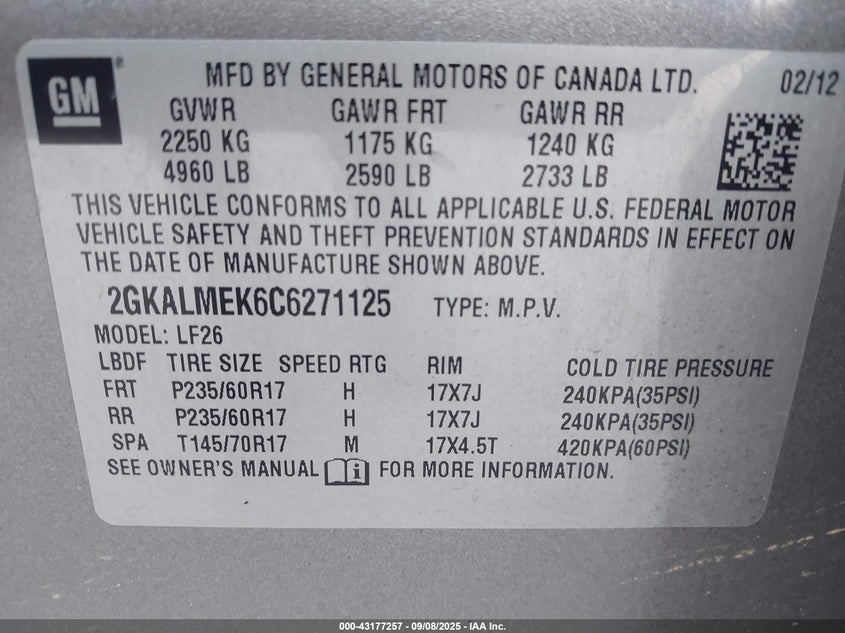 GM®
MFD BY GENERAL MOTORS OF CANADA LTD. 02/12
GVWR GAWR FRT GAWR RR
2250 KG 1175 KG 1240 KG
4960 LB 2590 LB 2733 LB
THIS VEHICLE CONFORMS TO ALL APPLICABLE U.S. FEDERAL MOTOR
VEHICLE SAFETY AND THEFT PREVENTION STANDARDS IN EFFECT ON
THE DATE OF MANUFACTURE SHOWN ABOVE.
2GKALMEK6C6271125 TYPE: M.P.V.
MODEL: LF26
LBDF TIRE SIZE SPEED RTG RIM COLD TIRE PRESSURE
FRT P235/60R17 H 17X7J 240KPA(35PSI)
RR P235/60R17 H 17X7J 240KPA(35PSI)
SPA T145/70R17 M 17X4.5T 420KPA(60PSI)
SEE OWNER'S MANUAL i FOR MORE INFORMATION.
000-43177257 - 09/08/2025 - IAA Inc.